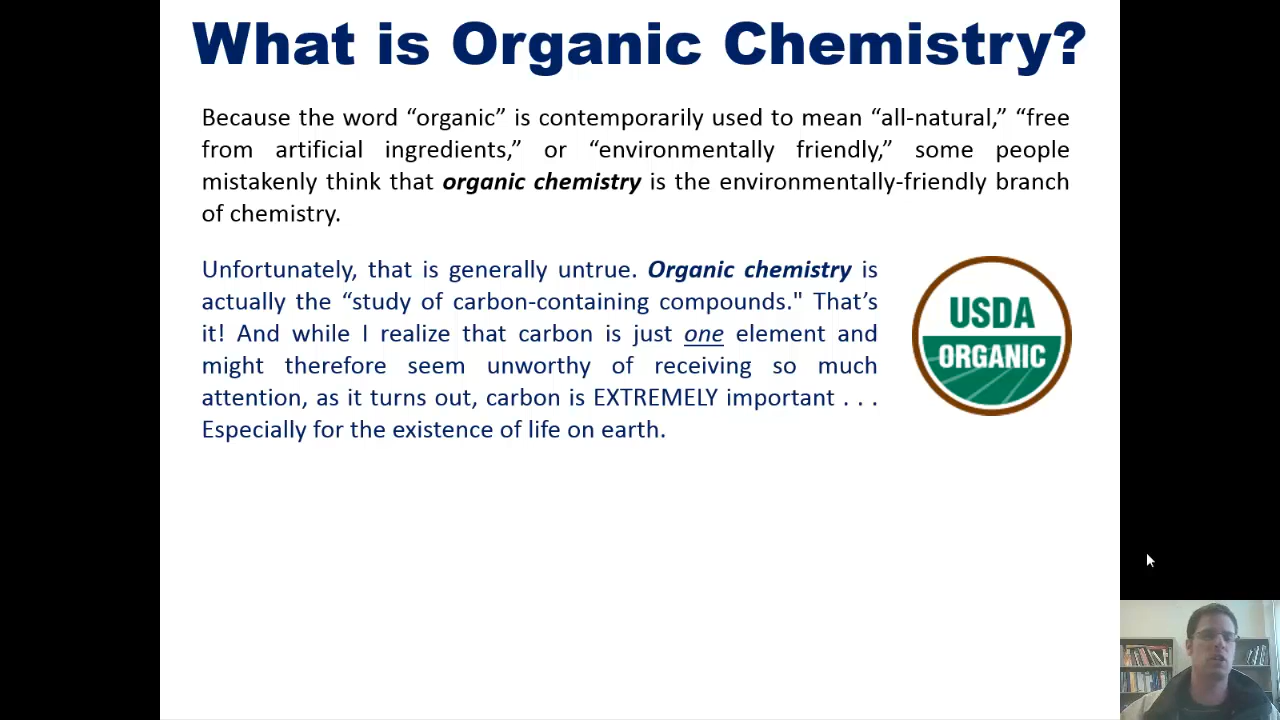 What is Organic Chemistry?
Because the word “organic” is contemporarily used to mean “all-natural,” “free
from artificial ingredients,” or “environmentally friendly,” some people
mistakenly think that organic chemistry is the environmentally-friendly branch
of chemistry.
Unfortunately, that is generally untrue. Organic chemistry is
actually the “study of carbon-containing compounds." That’s
it! And while I realize that carbon is just one element and
might therefore seem unworthy of receiving so much
attention, as it turns out, carbon is EXTREMELY important . . .
Especially for the existence of life on earth.
USDA
ORGANIC